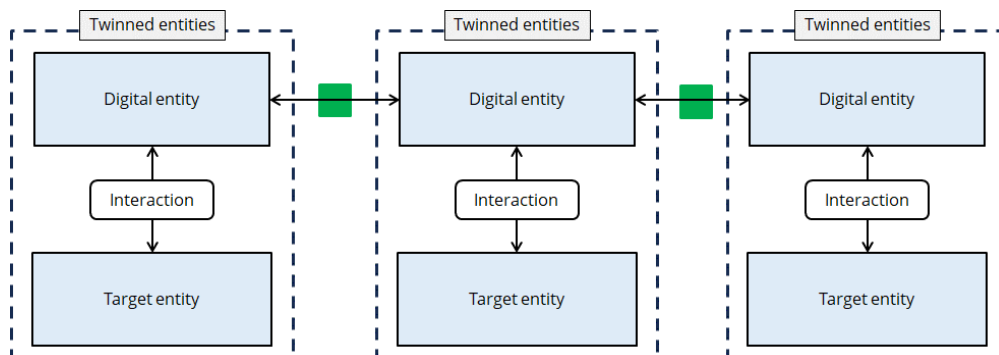 Twinned entities
Twinned entities
Twinned entities
Digital entity
Digital entity
Digital entity
Interaction
Interaction
Interaction
Target entity
Target entity
Target entity